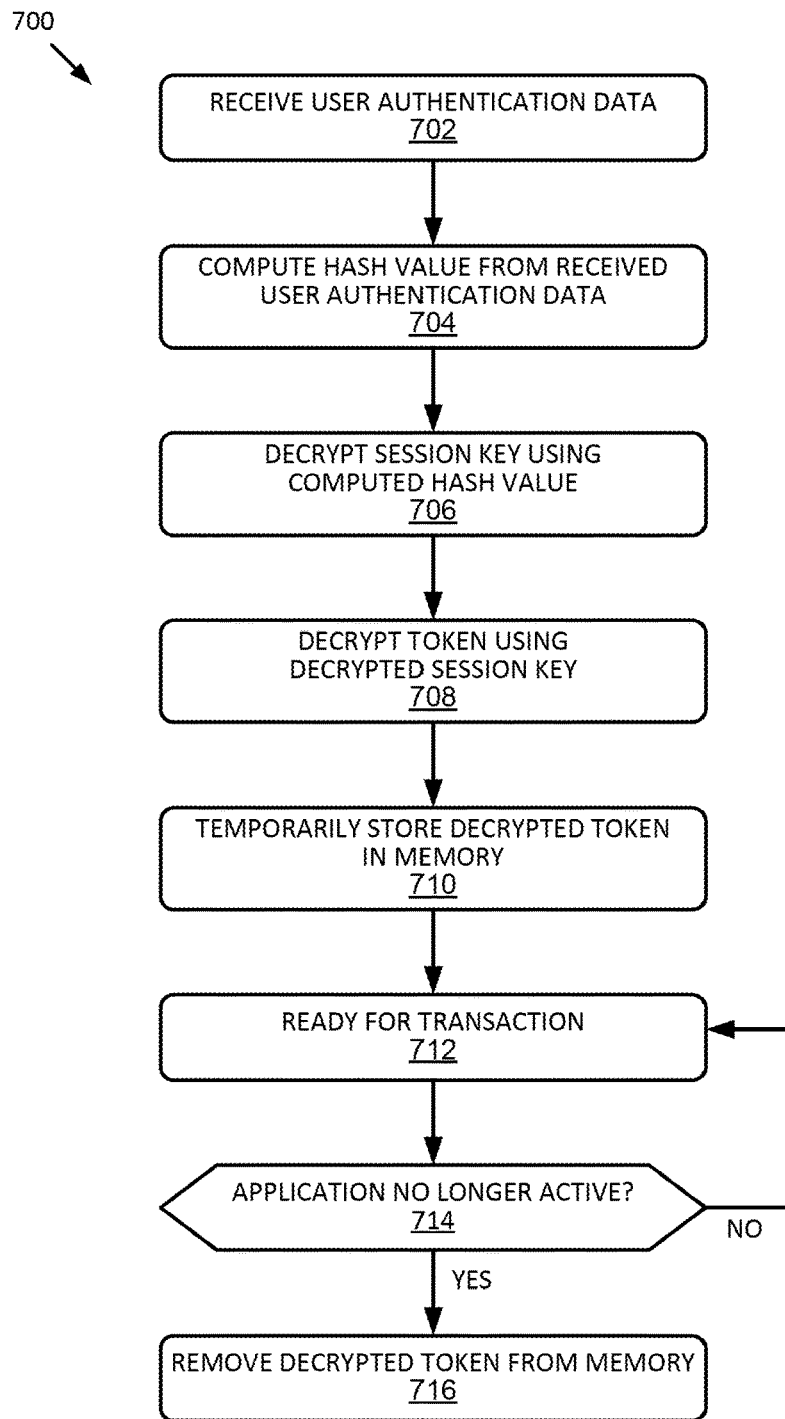 700
RECEIVE USER AUTHENTICATION DATA
702
COMPUTE HASH VALUE FROM RECEIVED
USER AUTHENTICATION DATA
704
DECRYPT SESSION KEY USING
COMPUTED HASH VALUE
706
DECRYPT TOKEN USING
DECRYPTED SESSION KEY
708
TEMPORARILY STORE DECRYPTED TOKEN
IN MEMORY
710
READY FOR TRANSACTION
712
APPLICATION NO LONGER ACTIVE?
714
NO
YES
REMOVE DECRYPTED TOKEN FROM MEMORY
716